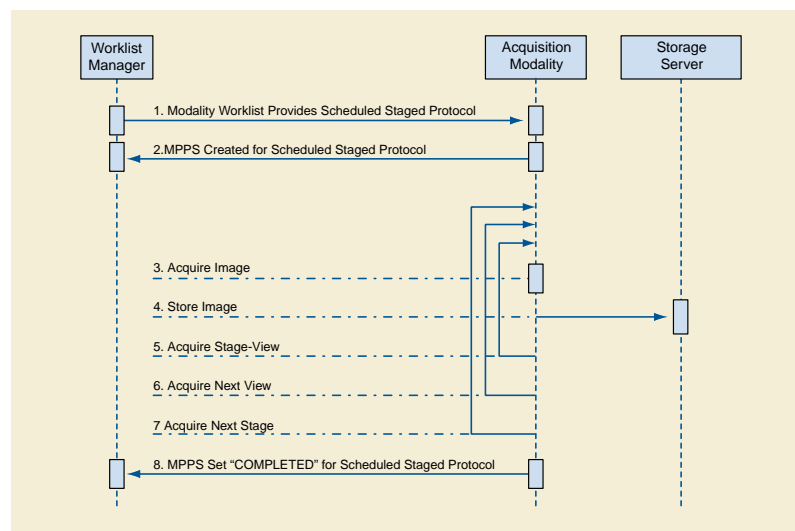 Worklist
Manager
Acquisition
Modality
Storage
Server
1. Modality Worklist Provides Scheduled Staged Protocol
2.MPPS Created for Scheduled Staged Protocol
3. Acquire Image
4. Store Image
5. Acquire Stage-View
6. Acquire Next View
7 Acquire Next Stage
8. MPPS Set “COMPLETED” for Scheduled Staged Protocol